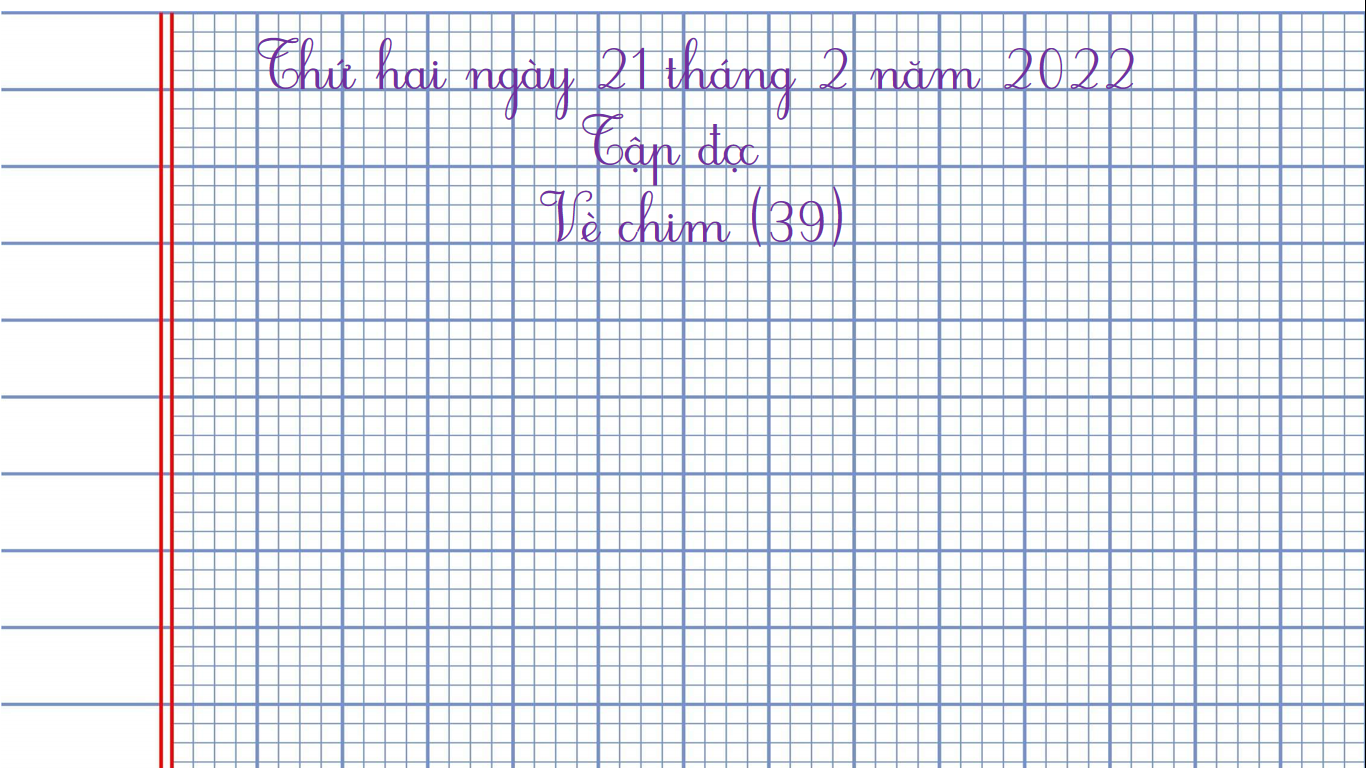 Thứ hai ngày 21 tháng 2 năm 2022
Tập đọc
Vè chim (39)